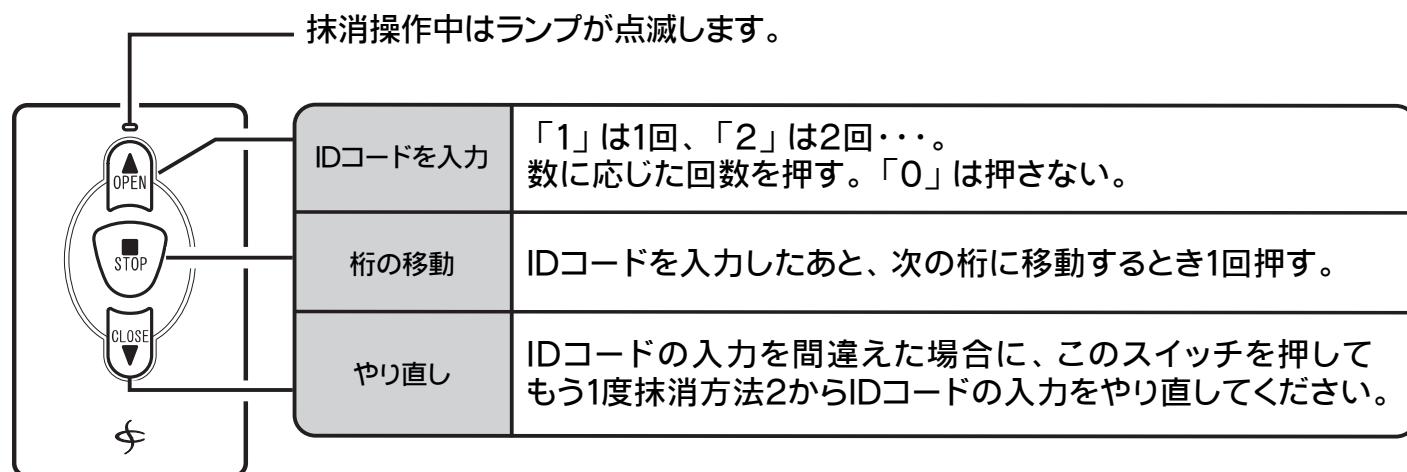 抹消操作中はランプが点滅します。
OPEN
STOP
CLOSE
IDコードを入力
「1」は1回、「2」は2回・・・。
数に応じた回数を押す。「0」は押さない。
桁の移動
IDコードを入力したあと、次の桁に移動するとき1回押す。
やり直し
IDコードの入力を間違えた場合に、このスイッチを押して
もう1度抹消方法2からIDコードの入力をやり直してください。